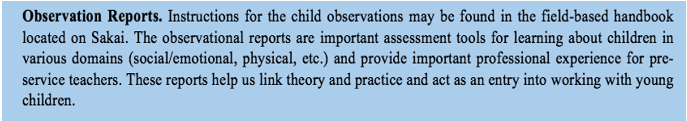 Observation Reports. Instructions for the child observations may be found in the field-based handbook
located on Sakai. The observational reports are important assessment tools for learning about children in
various domains (social/emotional, physical, etc.) and provide important professional experience for pre-
service teachers. These reports help us link theory and practice and act as an entry into working with young
children.